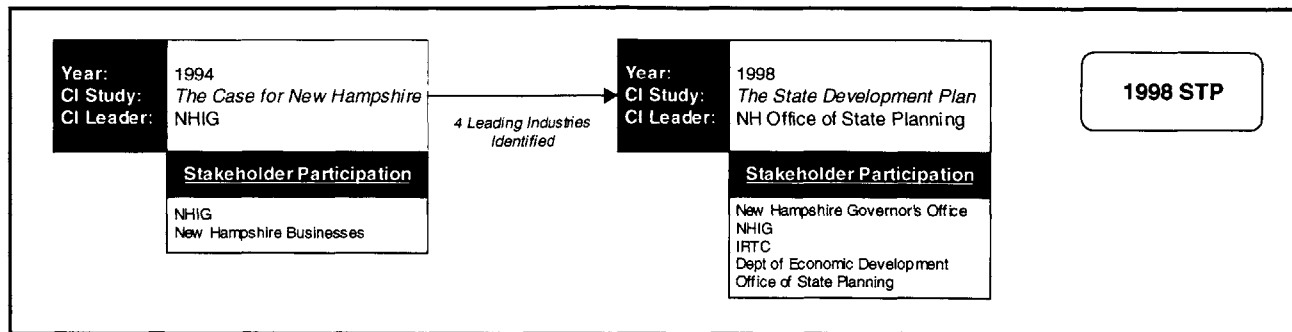 Year: 1994
CI Study: The Case for New Hampshire
CI Leader: NHIG
Stakeholder Participation
NHIG
New Hampshire Businesses
4 Leading Industries
Identified
Year: 1998
CI Study: The State Development Plan
CI Leader: NH Office of State Planning
Stakeholder Participation
New Hampshire Governor's Office
NHIG
IRTC
Dept of Economic Development
Office of State Planning
1998 STP